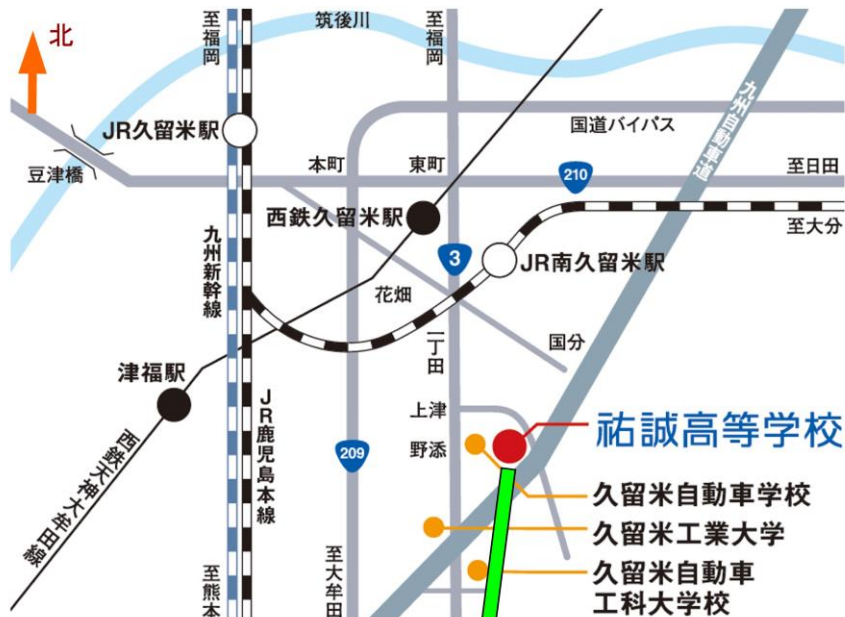 北
至福岡
筑後川
至福岡
九州自動車道
JR久留米駅
国道バイパス
豆津橋
本町
東町
210
至日田
西鉄久留米駅
至大分
九州新幹線
3
JR南久留米駅
花畑
二丁田
国分
津福駅
JR鹿児島本線
上津
祐誠高等学校
野添
209
久留米自動車学校
西鉄天神大牟田線
久留米工業大学
至熊本
至大牟田
久留米自動車
工科大学校